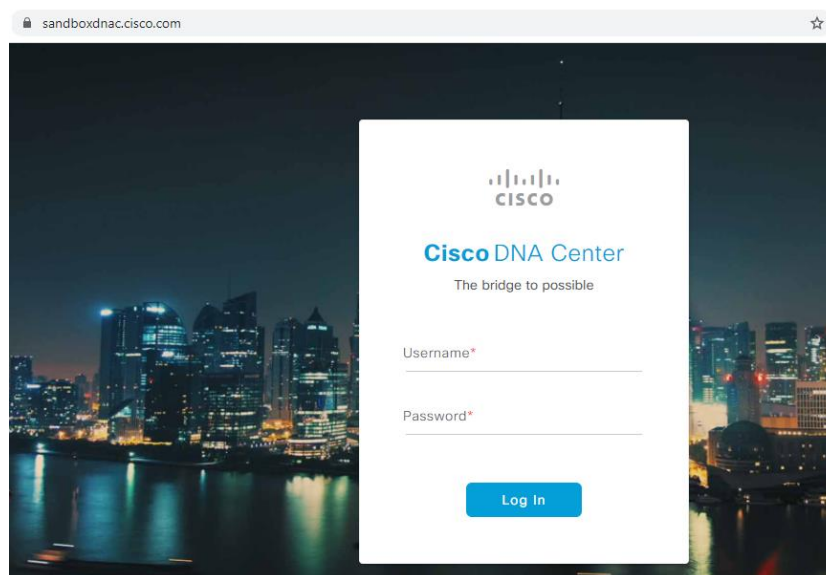 sandboxdnac.cisco.com
CISCO
Cisco DNA Center
The bridge to possible
Username*
Password*
Log In